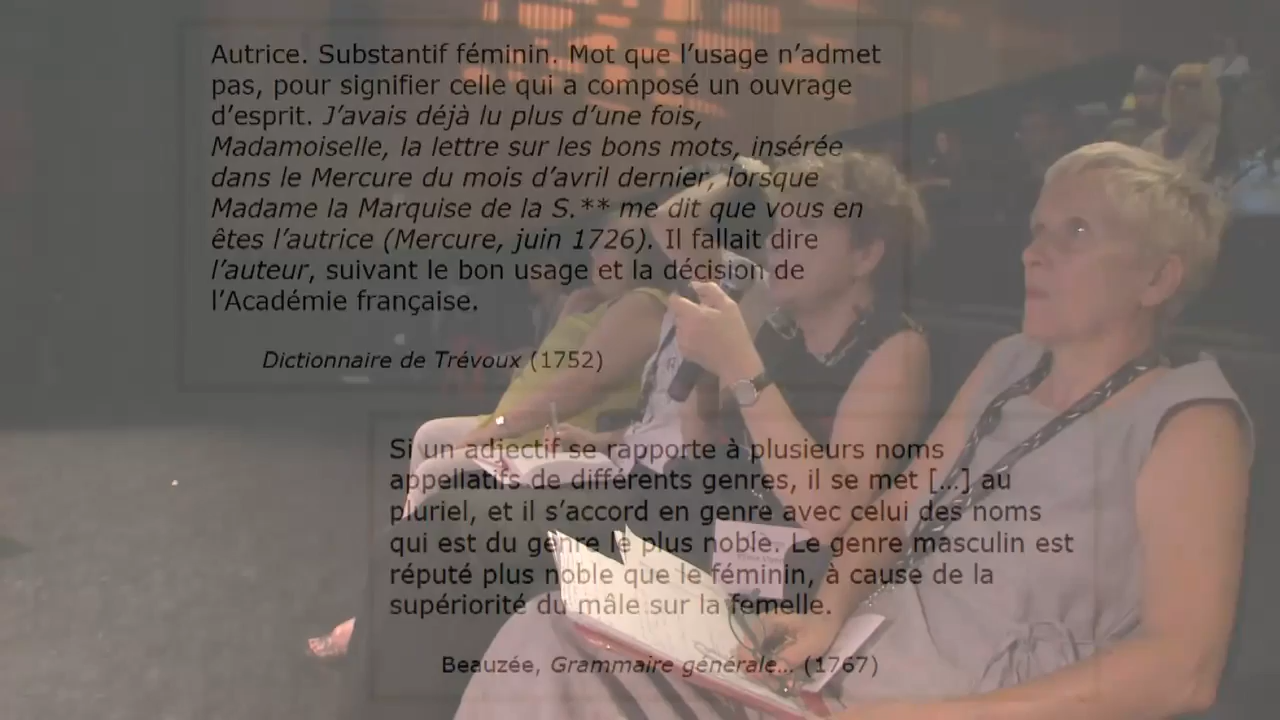 Autrice. Substantif féminin. Mot que l’usage n’admet
pas, pour signifier celle qui a composé un ouvrage
d’esprit. J’avais déjà lu plus d’une fois,
Madamoiselle, la lettre sur les bons mots, insérée
dans le Mercure du mois d’avril dernier, lorsque
Madame la Marquise de la S.** me dit que vous en
êtes l’autrice (Mercure, juin 1726). Il fallait dire
l’auteur, suivant le bon usage et la décision de
l’Académie française.
Dictionnaire de Trévoux (1752)
Si un adjectif se rapporte à plusieurs noms
appellatifs de différents genres, il se met [...] au
pluriel, et il s’accord en genre avec celui des noms
qui est du genre le plus noble. Le genre masculin est
réputé plus noble que le féminin, à cause de la
supériorité du mâle sur la femelle.
Beauzée, Grammaire générale... (1767)